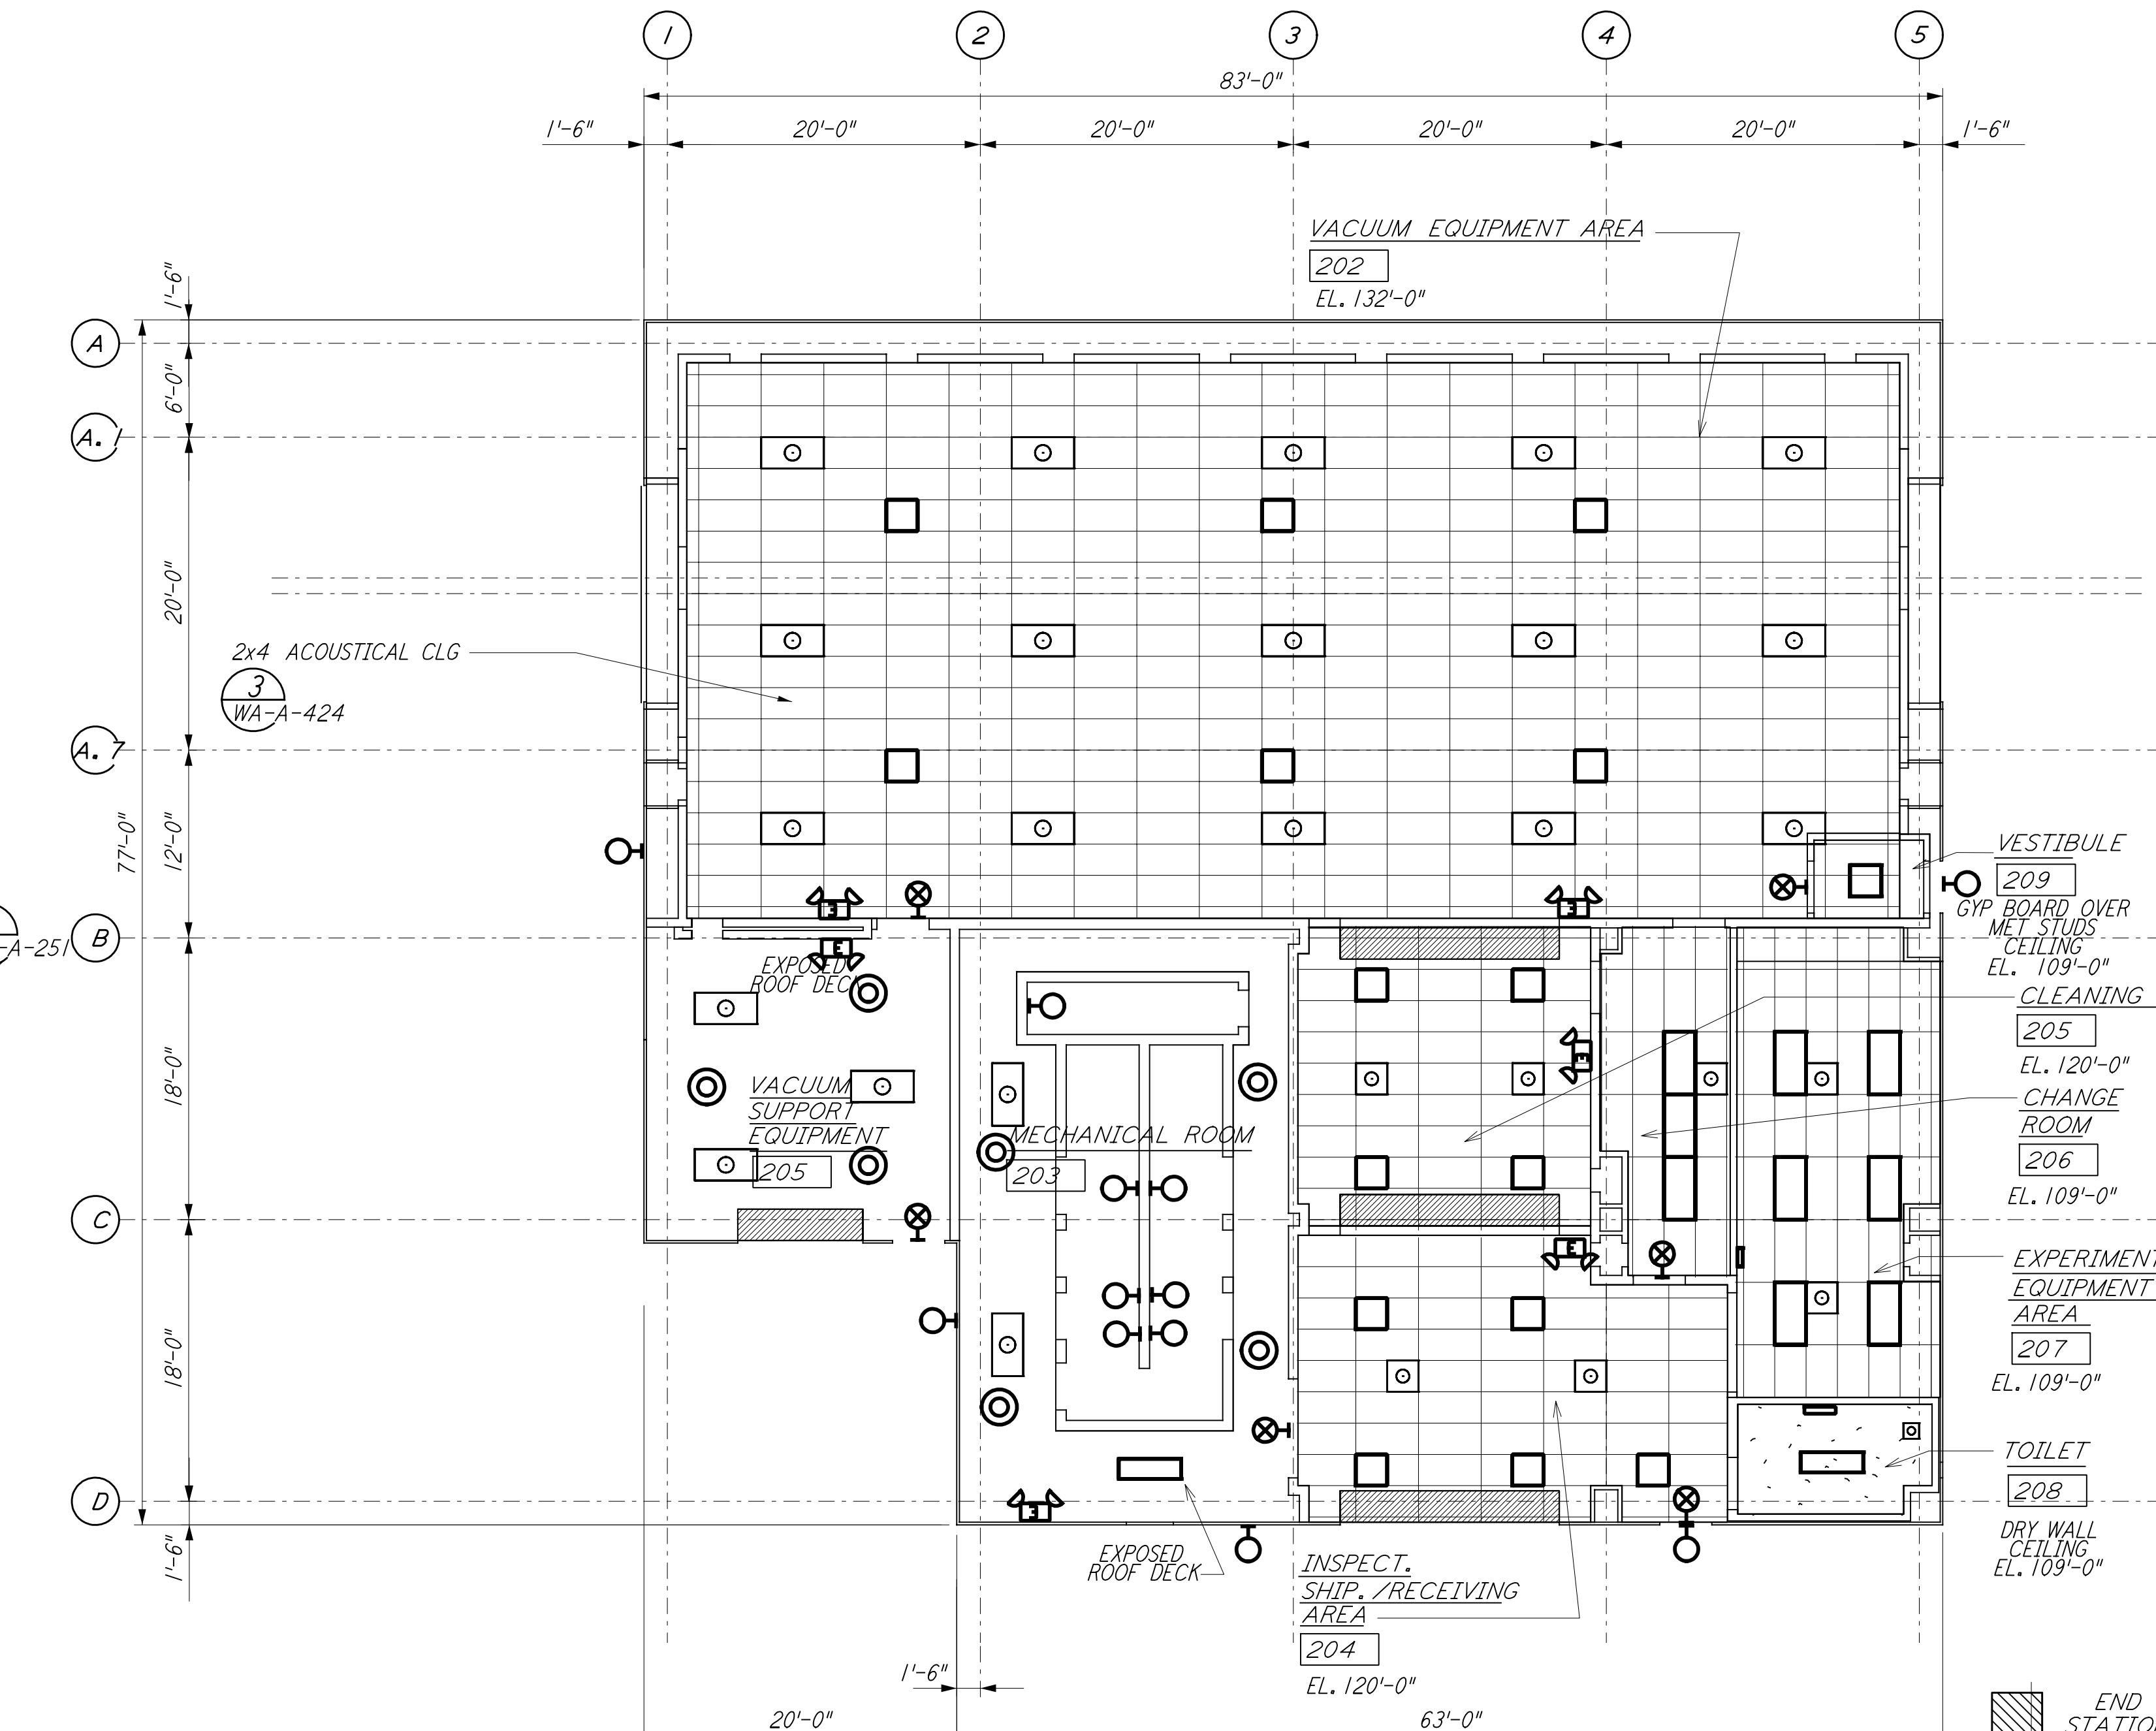 1 2 3 4 5
83'-0"
1'-6" 20'-0" 20'-0" 20'-0" 20'-0" 1'-6"
VACUUM EQUIPMENT AREA
202
EL. 132'-0"
1'-6"
A
6'-0"
A.1
20'-0"
2x4 ACOUSTICAL CLG
3
WA-A-424
A.7
77'-0"
12'-0"
VESTIBULE
209
GYP BOARD OVER
MET STUDS
CEILING
EL. 109'-0"
-A-251
B
E
E
E
EXPOSED
ROOF DECK
CLEANING
205
EL. 120'-0"
E
18'-0"
VACUUM
SUPPORT
EQUIPMENT
205
MECHANICAL ROOM
203
CHANGE
ROOM
206
EL. 109'-0"
C
E
EXPERIMENT
EQUIPMENT
AREA
207
EL. 109'-0"
18'-0"
TOILET
208
DRY WALL
CEILING
EL. 109'-0"
D
E
1'-6"
EXPOSED
ROOF DECK
INSPECT.
SHIP./RECEIVING
AREA
204
EL. 120'-0"
1'-6"
20'-0" 63'-0"
END
STATIO